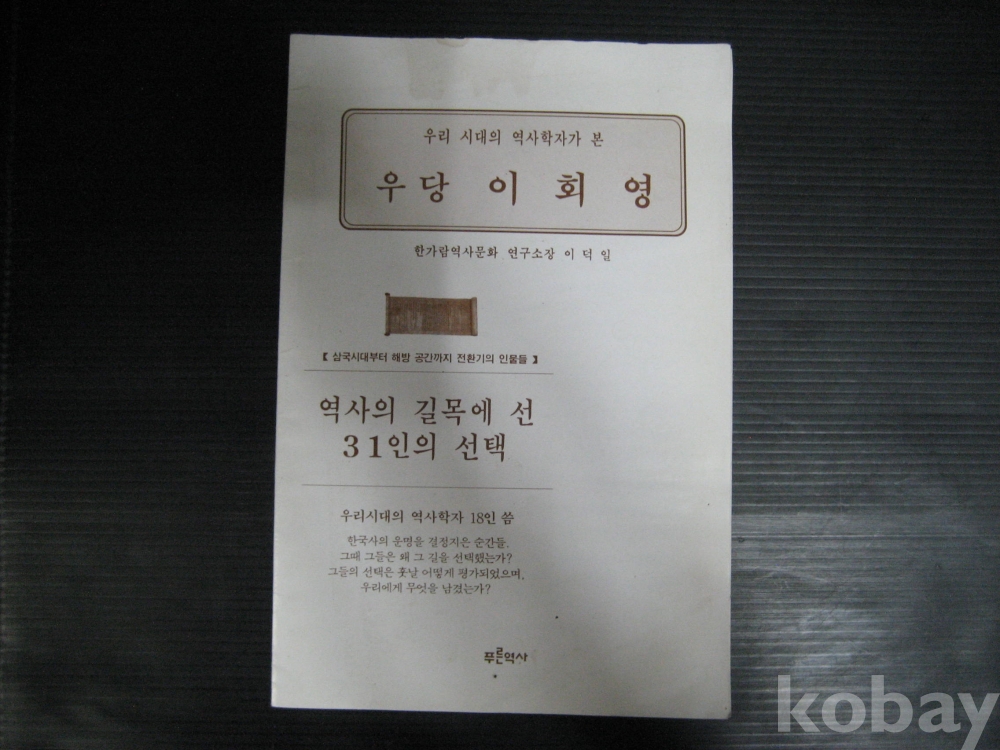 우리 시대의 역사학자가 본
우당 이 회 영
한가람역사문화 연구소장 이 덕 일
【 삼국시대부터 해방 공간까지 전환기의 인물들 】
역사의 길목에 선
31인의 선택
우리시대의 역사학자 18인 씀
한국사의 운명을 결정지은 순간들.
그때 그들은 왜 그 길을 선택했는가?
그들의 선택은 훗날 어떻게 평가되었으며,
우리에게 무엇을 남겼는가?
푸른역사
kobay